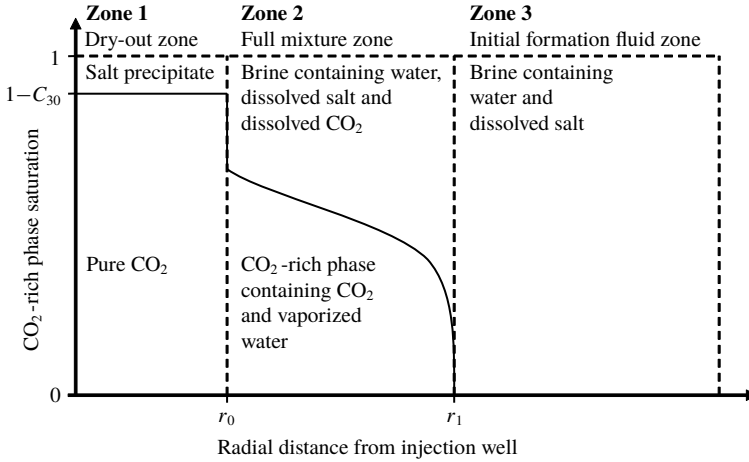 Zone 1
Dry-out zone
Zone 2
Full mixture zone
Zone 3
Initial formation fluid zone
1
1−C₃₀
0
CO₂-rich phase saturation
Salt precipitate
Pure CO₂
Brine containing water,
dissolved salt and
dissolved CO₂
CO₂-rich phase
containing CO₂
and vaporized
water
Brine containing
water and
dissolved salt
r₀
r₁
Radial distance from injection well